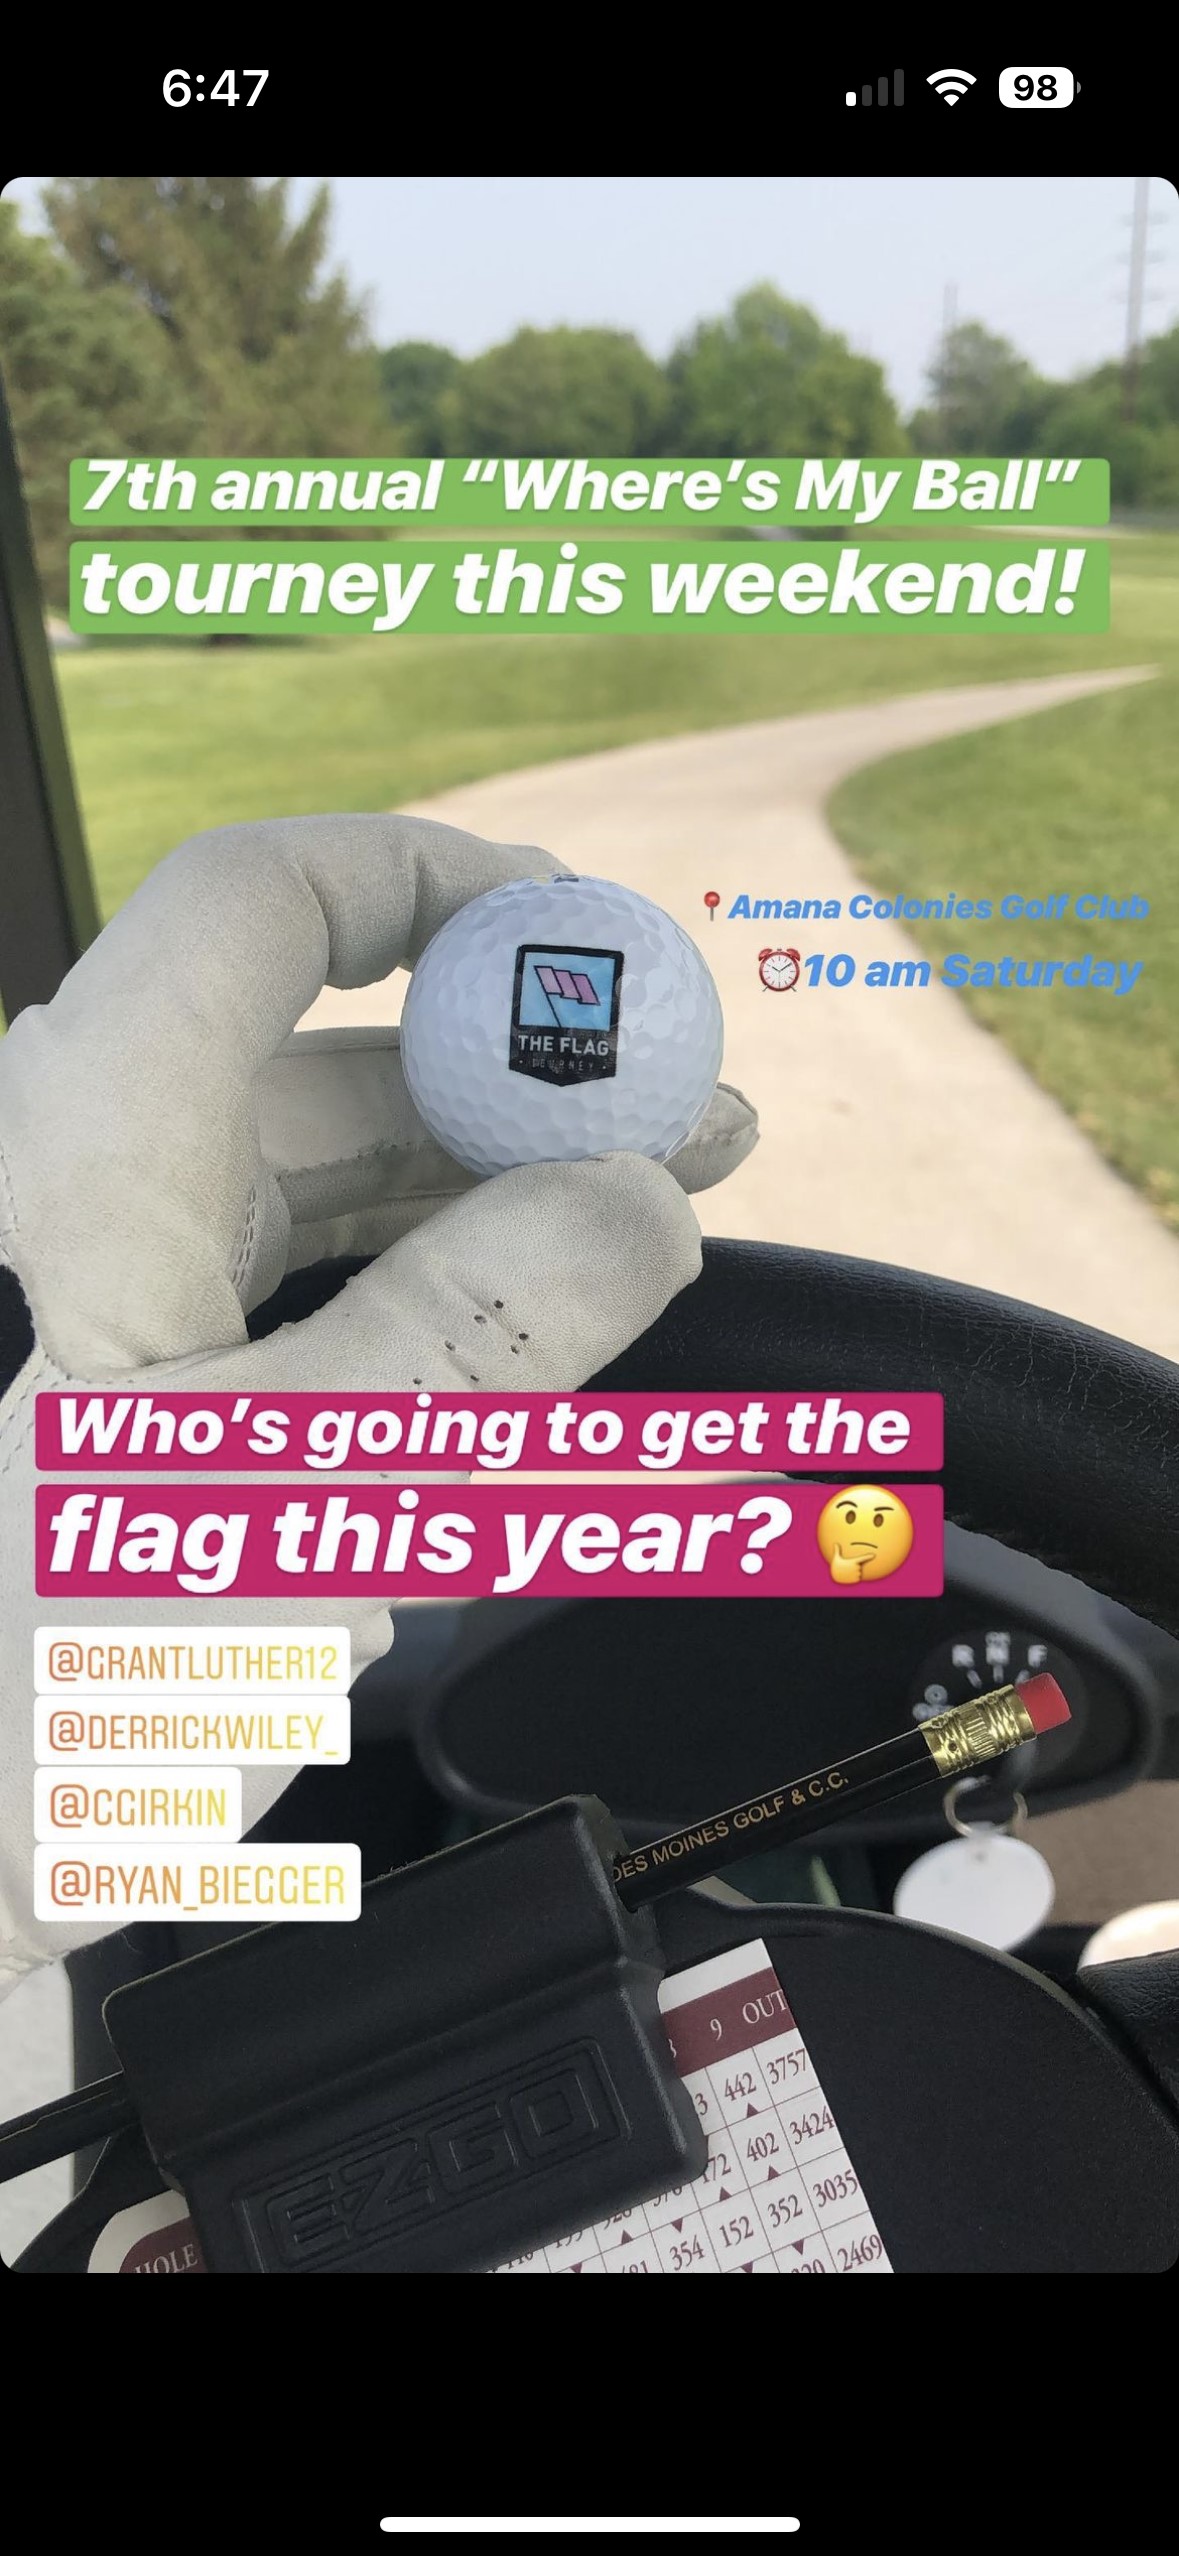 6:47
98
7th annual “Where’s My Ball”
tourney this weekend!
📍Amana Colonies Golf Club
⏰10 am Saturday
THE FLAG
Who’s going to get the
flag this year? 🤔
@GRANTLUTHER12
@DERRICKWILEY_
@CGIRKIN
@RYAN_BIEGGER
R N F
DES MOINES GOLF & C.C.
EZGO
9 OUT
442 3757
402 3424
152 352 3035
354
2469
HOLE